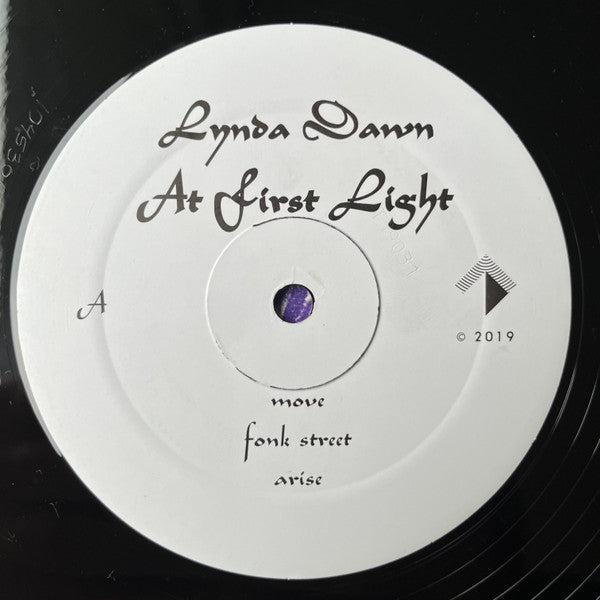 Lynda Dawn
At First Light
A
© 2019
move
fonk street
arise